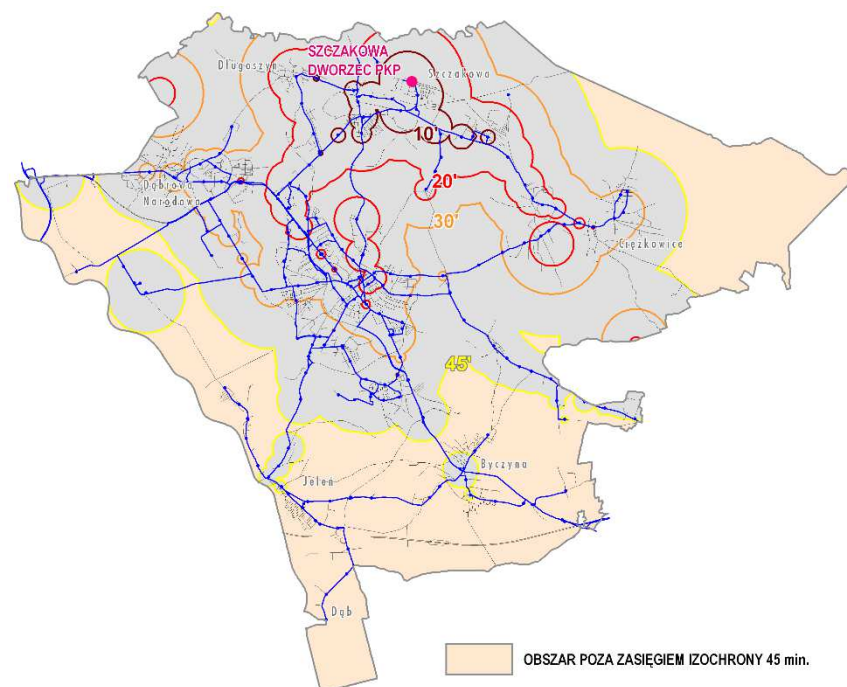 SZCZAKOWA
DWORZEC PKP
Długoszyn
Szczakowa
10'
20'
Dąbrowa
Narodowa
30'
Ciężkowice
45'
Byczyna
Jeleń
Dąb
OBSZAR POZA ZASIĘGIEM IZOCHRONY 45 min.